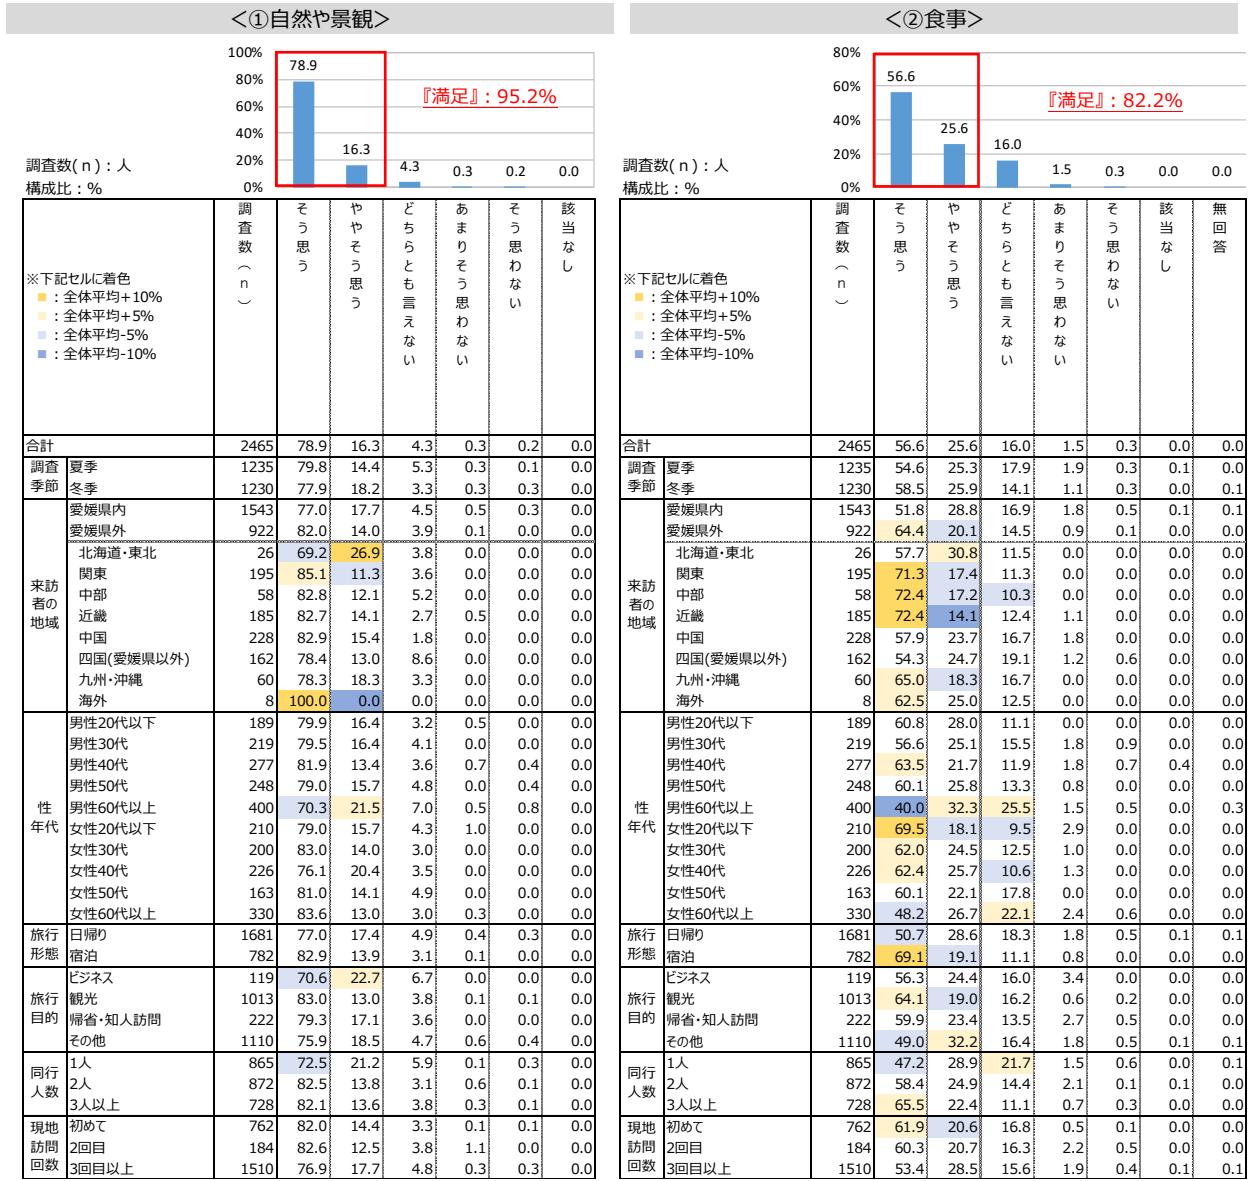 <①自然や景観>
100%
80%
60%
40%
20%
0%
78.9
16.3
4.3
0.3
0.2
0.0
『満足』: 95.2%
調査数(n):人
構成比:%
※下記セルに着色
■:全体平均+10%
■:全体平均+5%
■:全体平均-5%
■:全体平均-10%
調査数(n) そう思う ややそう思う どちらとも言えない あまりそう思わない そう思わない 該当なし
合計 2465 78.9 16.3 4.3 0.3 0.2 0.0
調査季節
夏季 1235 79.8 14.4 5.3 0.3 0.1 0.0
冬季 1230 77.9 18.2 3.3 0.3 0.3 0.0
来訪者の地域
愛媛県内 1543 77.0 17.7 4.5 0.5 0.3 0.0
愛媛県外 922 82.0 14.0 3.9 0.1 0.0 0.0
北海道・東北 26 69.2 26.9 3.8 0.0 0.0 0.0
関東 195 85.1 11.3 3.6 0.0 0.0 0.0
中部 58 82.8 12.1 5.2 0.0 0.0 0.0
近畿 185 82.7 14.1 2.7 0.5 0.0 0.0
中国 228 82.9 15.4 1.8 0.0 0.0 0.0
四国(愛媛県以外) 162 78.4 13.0 8.6 0.0 0.0 0.0
九州・沖縄 60 78.3 18.3 3.3 0.0 0.0 0.0
海外 8 100.0 0.0 0.0 0.0 0.0 0.0
性年代
男性20代以下 189 79.9 16.4 3.2 0.5 0.0 0.0
男性30代 219 79.5 16.4 4.1 0.0 0.0 0.0
男性40代 277 81.9 13.4 3.6 0.7 0.4 0.0
男性50代 248 79.0 15.7 4.8 0.0 0.4 0.0
男性60代以上 400 70.3 21.5 7.0 0.5 0.8 0.0
女性20代以下 210 79.0 15.7 4.3 1.0 0.0 0.0
女性30代 200 83.0 14.0 3.0 0.0 0.0 0.0
女性40代 226 76.1 20.4 3.5 0.0 0.0 0.0
女性50代 163 81.0 14.1 4.9 0.0 0.0 0.0
女性60代以上 330 83.6 13.0 3.0 0.3 0.0 0.0
旅行形態
日帰り 1681 77.0 17.4 4.9 0.4 0.3 0.0
宿泊 782 82.9 13.9 3.1 0.1 0.0 0.0
旅行目的
ビジネス 119 70.6 22.7 6.7 0.0 0.0 0.0
観光 1013 83.0 13.0 3.8 0.1 0.1 0.0
帰省・知人訪問 222 79.3 17.1 3.6 0.0 0.0 0.0
その他 1110 75.9 18.5 4.7 0.6 0.4 0.0
同行人数
1人 865 72.5 21.2 5.9 0.1 0.3 0.0
2人 872 82.5 13.8 3.1 0.6 0.1 0.0
3人以上 728 82.1 13.6 3.8 0.3 0.1 0.0
現地訪問回数
初めて 762 82.0 14.4 3.3 0.1 0.1 0.0
2回目 184 82.6 12.5 3.8 1.1 0.0 0.0
3回目以上 1510 76.9 17.7 4.8 0.3 0.3 0.0
<②食事>
80%
60%
40%
20%
0%
56.6
25.6
16.0
1.5
0.3
0.0
0.0
『満足』: 82.2%
調査数(n):人
構成比:%
※下記セルに着色
■:全体平均+10%
■:全体平均+5%
■:全体平均-5%
■:全体平均-10%
調査数(n) そう思う ややそう思う どちらとも言えない あまりそう思わない そう思わない 該当なし 無回答
合計 2465 56.6 25.6 16.0 1.5 0.3 0.0 0.0
調査季節
夏季 1235 54.6 25.3 17.9 1.9 0.3 0.1 0.0
冬季 1230 58.5 25.9 14.1 1.1 0.3 0.0 0.1
来訪者の地域
愛媛県内 1543 51.8 28.8 16.9 1.8 0.5 0.1 0.1
愛媛県外 922 64.4 20.1 14.5 0.9 0.1 0.0 0.0
北海道・東北 26 57.7 30.8 11.5 0.0 0.0 0.0 0.0
関東 195 71.3 17.4 11.3 0.0 0.0 0.0 0.0
中部 58 72.4 17.2 10.3 0.0 0.0 0.0 0.0
近畿 185 72.4 14.1 12.4 1.1 0.0 0.0 0.0
中国 228 57.9 23.7 16.7 1.8 0.0 0.0 0.0
四国(愛媛県以外) 162 54.3 24.7 19.1 1.2 0.6 0.0 0.0
九州・沖縄 60 65.0 18.3 16.7 0.0 0.0 0.0 0.0
海外 8 62.5 25.0 12.5 0.0 0.0 0.0 0.0
性年代
男性20代以下 189 60.8 28.0 11.1 0.0 0.0 0.0 0.0
男性30代 219 56.6 25.1 15.5 1.8 0.9 0.0 0.0
男性40代 277 63.5 21.7 11.9 1.8 0.7 0.4 0.0
男性50代 248 60.1 25.8 13.3 0.8 0.0 0.0 0.0
男性60代以上 400 40.0 32.3 25.5 1.5 0.5 0.0 0.3
女性20代以下 210 69.5 18.1 9.5 2.9 0.0 0.0 0.0
女性30代 200 62.0 24.5 12.5 1.0 0.0 0.0 0.0
女性40代 226 62.4 25.7 10.6 1.3 0.0 0.0 0.0
女性50代 163 60.1 22.1 17.8 0.0 0.0 0.0 0.0
女性60代以上 330 48.2 26.7 22.1 2.4 0.6 0.0 0.0
旅行形態
日帰り 1681 50.7 28.6 18.3 1.8 0.5 0.1 0.1
宿泊 782 69.1 19.1 11.1 0.8 0.0 0.0 0.0
旅行目的
ビジネス 119 56.3 24.4 16.0 3.4 0.0 0.0 0.0
観光 1013 64.1 19.0 16.2 0.6 0.2 0.0 0.0
帰省・知人訪問 222 59.9 23.4 13.5 2.7 0.5 0.0 0.0
その他 1110 49.0 32.2 16.4 1.8 0.5 0.1 0.1
同行人数
1人 865 47.2 28.9 21.7 1.5 0.6 0.0 0.1
2人 872 58.4 24.9 14.4 2.1 0.1 0.1 0.0
3人以上 728 65.5 22.4 11.1 0.7 0.3 0.0 0.0
現地訪問回数
初めて 762 61.9 20.6 16.8 0.5 0.1 0.0 0.0
2回目 184 60.3 20.7 16.3 2.2 0.5 0.0 0.0
3回目以上 1510 53.4 28.5 15.6 1.9 0.4 0.1 0.1